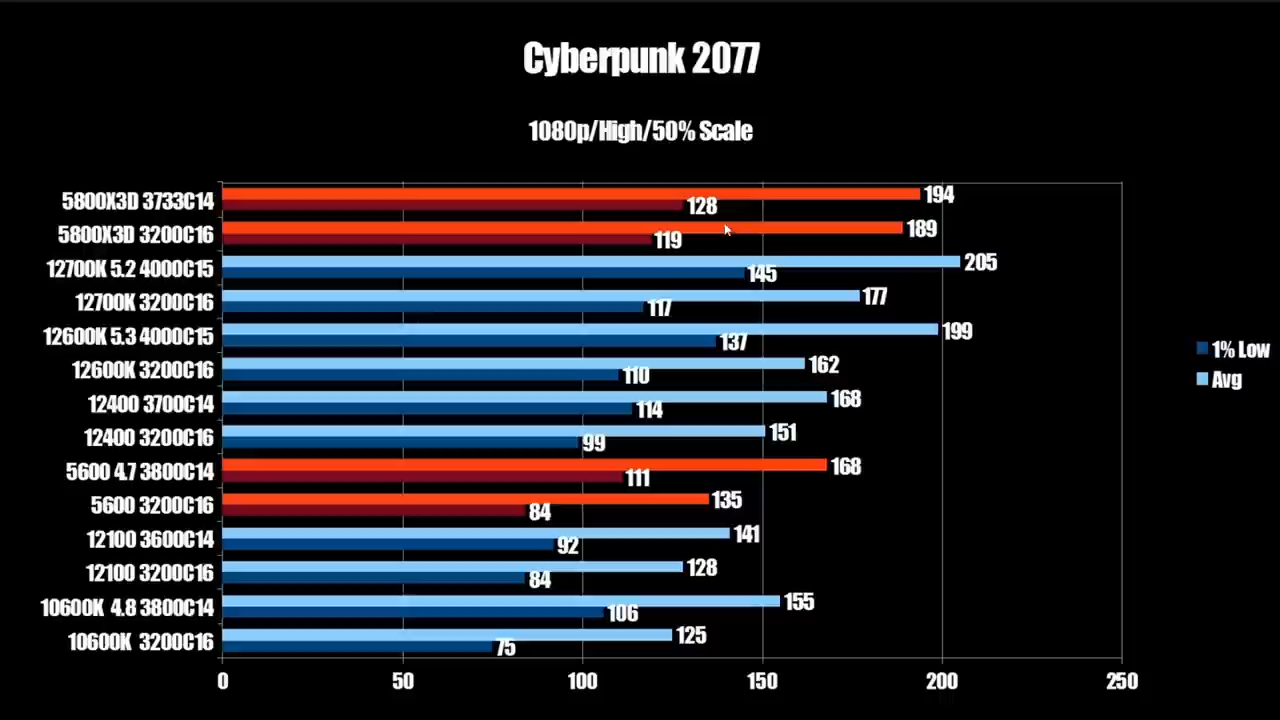 Cyberpunk 2077
1080p/High/50% Scale
5800X3D 3733C14 194
128
5800X3D 3200C16 189
119
12700K 5.2 4000C15 205
145
12700K 3200C16 177
117
12600K 5.3 4000C15 199
137
12600K 3200C16 162
110
12400 3700C14 168
114
12400 3200C16 151
99
5600 4.7 3800C14 168
111
5600 3200C16 135
84
12100 3600C14 141
92
12100 3200C16 128
84
10600K 4.8 3800C14 155
106
10600K 3200C16 125
75
0 50 100 150 200 250
1% Low
Avg